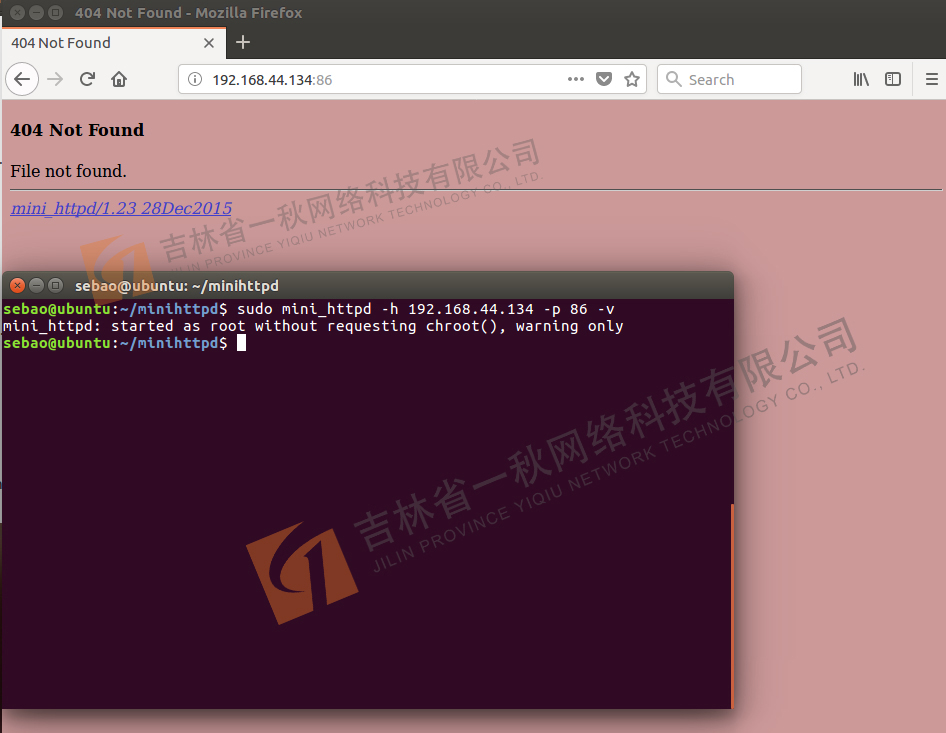 404 Not Found - Mozilla Firefox
404 Not Found
192.168.44.134:86
Search
404 Not Found
File not found.
mini_httpd/1.23 28Dec2015
吉林省一秋网络科技有限公司
JILIN PROVINCE YIQIU NETWORK TECHNOLOGY CO., LTD.
sebao@ubuntu: ~/minihttpd
sebao@ubuntu:~/minihttpd$ sudo mini_httpd -h 192.168.44.134 -p 86 -v
mini_httpd: started as root without requesting chroot(), warning only
sebao@ubuntu:~/minihttpd$
吉林省一秋网络科技有限公司
JILIN PROVINCE YIQIU NETWORK TECHNOLOGY CO., LTD.